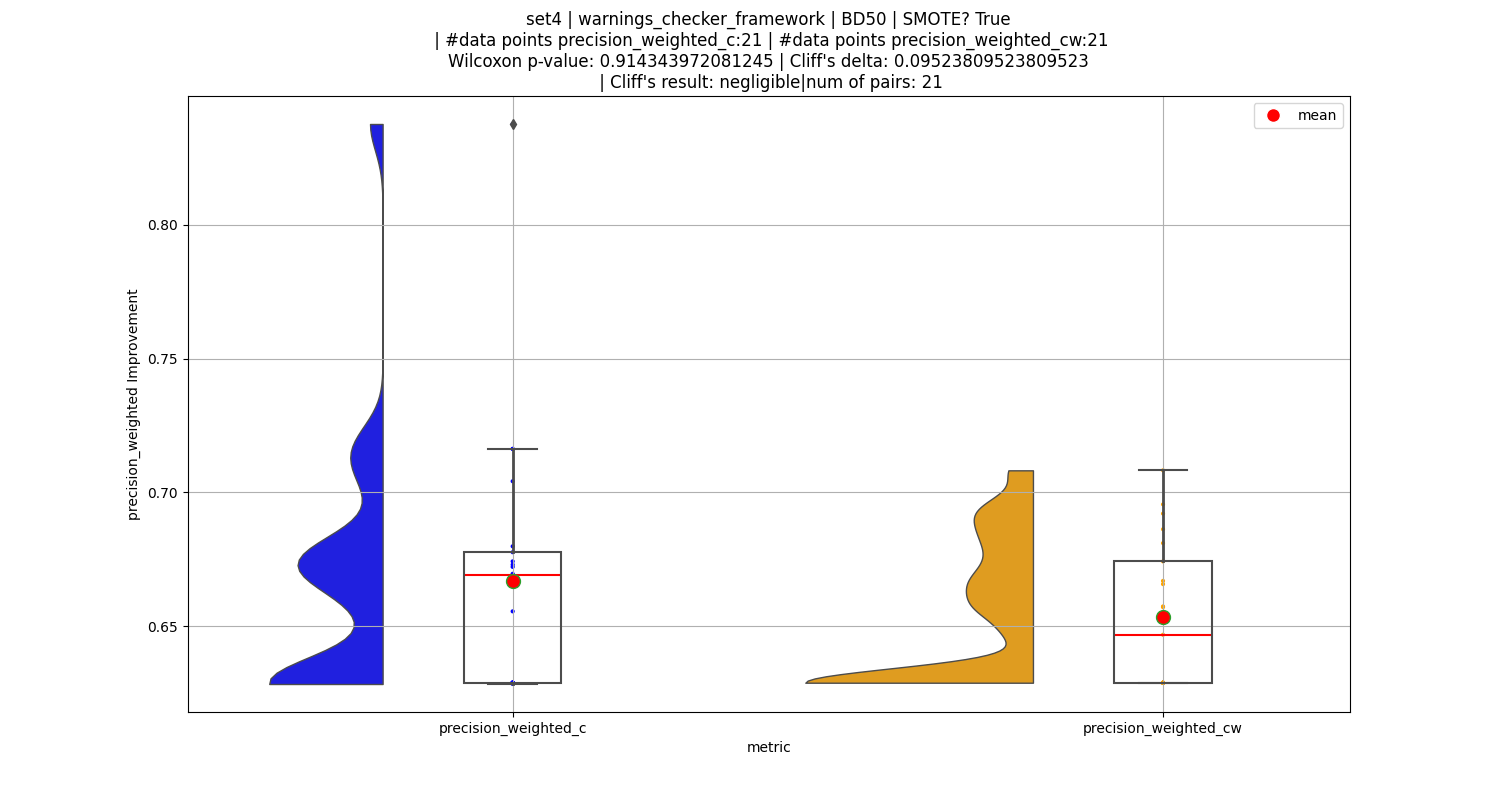 set4 | warnings_checker_framework | BD50 | SMOTE? True
| #data points precision_weighted_c:21 | #data points precision_weighted_cw:21
Wilcoxon p-value: 0.914343972081245 | Cliff's delta: 0.09523809523809523
| Cliff's result: negligible|num of pairs: 21
mean
precision_weighted Improvement
0.80
0.75
0.70
0.65
precision_weighted_c
precision_weighted_cw
metric